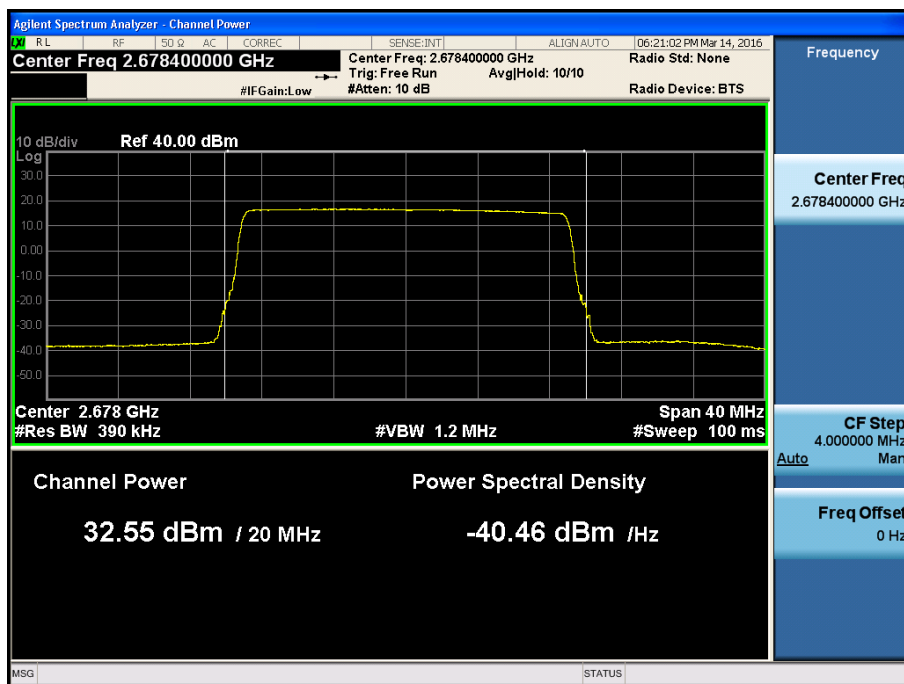 Agilent Spectrum Analyzer - Channel Power
LXI RL RF 50 Ω AC CORREC SENSE:INT ALIGN AUTO 06:21:02 PM Mar 14, 2016
Center Freq 2.678400000 GHz
Center Freq: 2.678400000 GHz Radio Std: None
Trig: Free Run Avg|Hold: 10/10
#IFGain:Low #Atten: 10 dB Radio Device: BTS
10 dB/div Ref 40.00 dBm
Log
30.0
20.0
10.0
0.00
-10.0
-20.0
-30.0
-40.0
-50.0
Center 2.678 GHz Span 40 MHz
#Res BW 390 kHz #VBW 1.2 MHz #Sweep 100 ms
Channel Power Power Spectral Density
32.55 dBm / 20 MHz -40.46 dBm /Hz
Frequency
Center Freq
2.678400000 GHz
CF Step
4.000000 MHz
Auto Man
Freq Offset
0 Hz
MSG STATUS